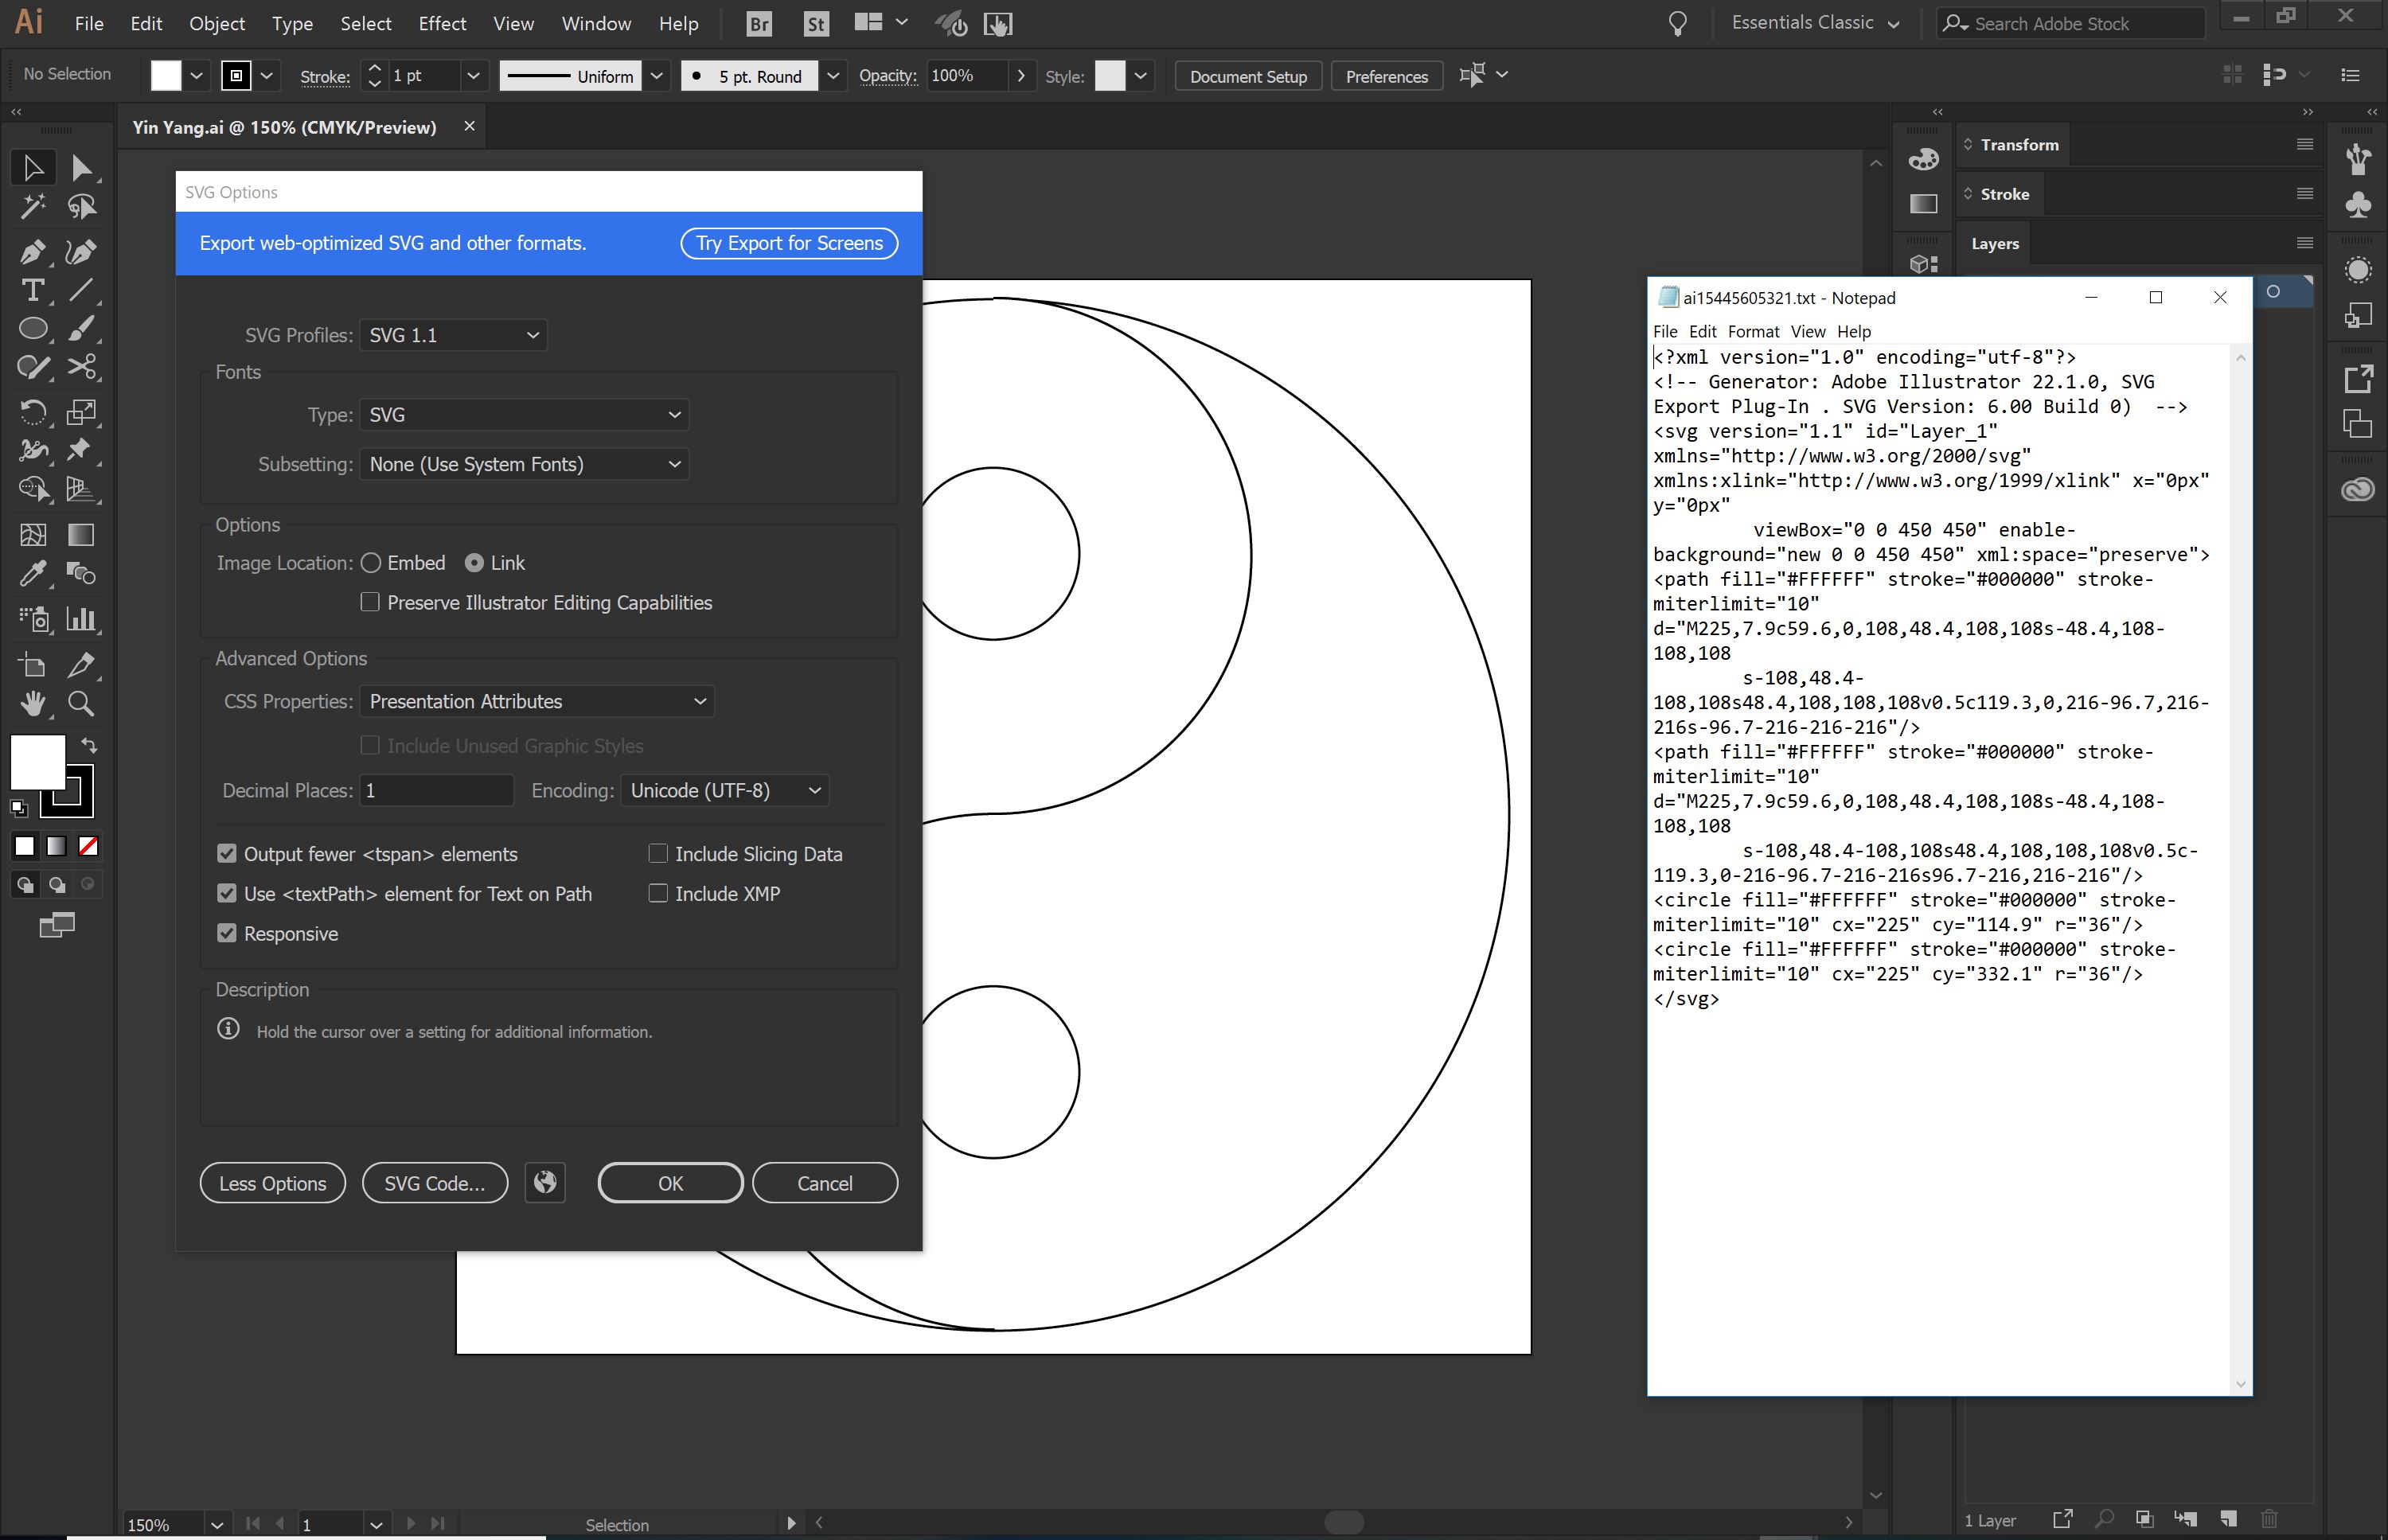 Ai File Edit Object Type Select Effect View Window Help Br St Essentials Classic Search Adobe Stock
No Selection Stroke: 1 pt Uniform 5 pt. Round Opacity: 100% Style: Document Setup Preferences
Yin Yang.ai @ 150% (CMYK/Preview)
SVG Options
Export web-optimized SVG and other formats. Try Export for Screens
SVG Profiles: SVG 1.1
Fonts
Type: SVG
Subsetting: None (Use System Fonts)
Options
Image Location: Embed Link
Preserve Illustrator Editing Capabilities
Advanced Options
CSS Properties: Presentation Attributes
Include Unused Graphic Styles
Decimal Places: 1 Encoding: Unicode (UTF-8)
Output fewer <tspan> elements Include Slicing Data
Use <textPath> element for Text on Path Include XMP
Responsive
Description
Hold the cursor over a setting for additional information.
Less Options SVG Code... OK Cancel
Transform
Stroke
Layers
ai15445605321.txt - Notepad
File Edit Format View Help
<?xml version="1.0" encoding="utf-8"?>
<!-- Generator: Adobe Illustrator 22.1.0, SVG
Export Plug-In . SVG Version: 6.00 Build 0)  -->
<svg version="1.1" id="Layer_1"
xmlns="http://www.w3.org/2000/svg"
xmlns:xlink="http://www.w3.org/1999/xlink" x="0px"
y="0px"
viewBox="0 0 450 450" enable-
background="new 0 0 450 450" xml:space="preserve">
<path fill="#FFFFFF" stroke="#000000" stroke-
miterlimit="10"
d="M225,7.9c59.6,0,108,48.4,108,108s-48.4,108-
108,108
s-108,48.4-
108,108s48.4,108,108,108v0.5c119.3,0,216-96.7,216-
216s-96.7-216-216-216"/>
<path fill="#FFFFFF" stroke="#000000" stroke-
miterlimit="10"
d="M225,7.9c59.6,0,108,48.4,108,108s-48.4,108-
108,108
s-108,48.4-108,108s48.4,108,108,108v0.5c-
119.3,0-216-96.7-216-216s96.7-216,216-216"/>
<circle fill="#FFFFFF" stroke="#000000" stroke-
miterlimit="10" cx="225" cy="114.9" r="36"/>
<circle fill="#FFFFFF" stroke="#000000" stroke-
miterlimit="10" cx="225" cy="332.1" r="36"/>
</svg>
150% 1 Selection 1 Layer